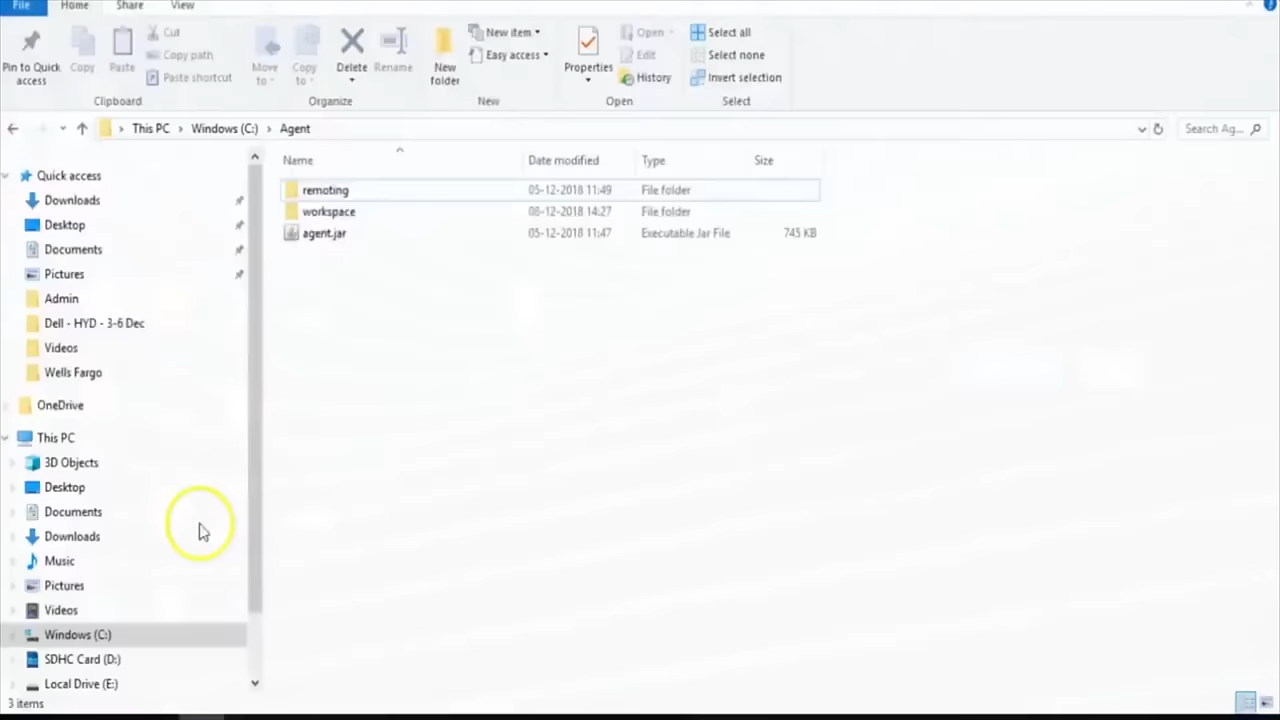 File Home Share View
Pin to Quick access
Copy
Paste
Cut
Copy path
Paste shortcut
Clipboard
Move to
Copy to
Delete
Rename
Organize
New folder
New item
Easy access
New
Properties
Open
Edit
History
Open
Select all
Select none
Invert selection
Select
This PC › Windows (C:) › Agent
Search Ag...
Name Date modified Type Size
remoting 05-12-2018 11:49 File folder
workspace 08-12-2018 14:27 File folder
agent.jar 05-12-2018 11:47 Executable Jar File 745 KB
Quick access
Downloads
Desktop
Documents
Pictures
Admin
Dell - HYD - 3-6 Dec
Videos
Wells Fargo
OneDrive
This PC
3D Objects
Desktop
Documents
Downloads
Music
Pictures
Videos
Windows (C:)
SDHC Card (D:)
Local Drive (E:)
3 items